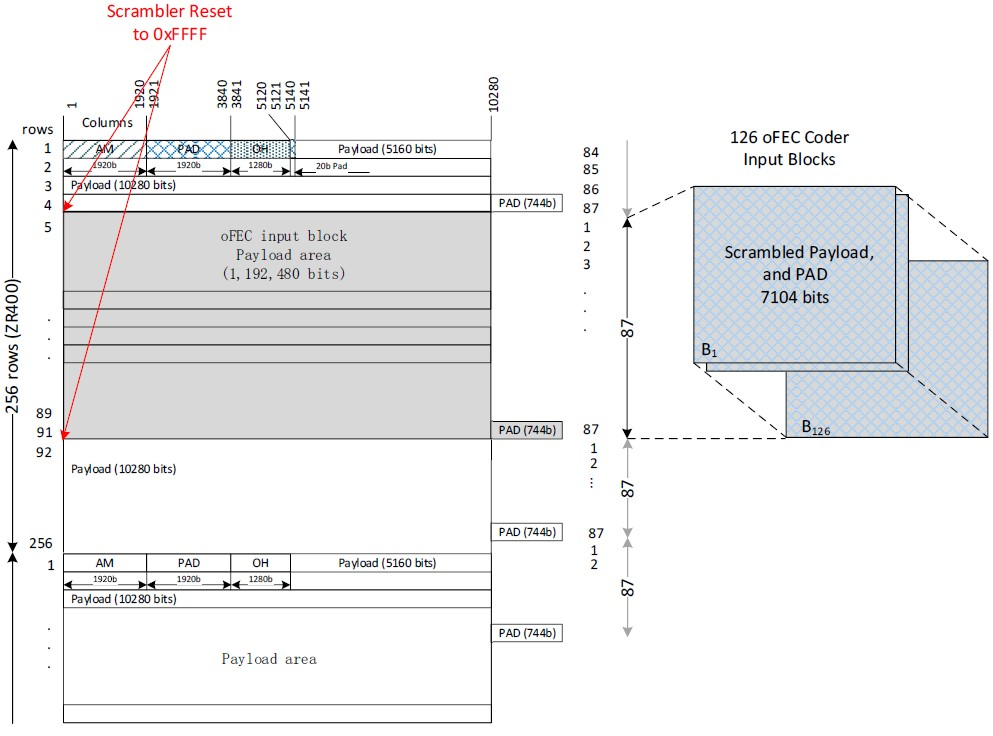 Scrambler Reset
to 0xFFFF
1
1920
1921
3840
3841
5120
5121
5140
5141
10280
Columns
rows
1
AM
PAD
OH
Payload (5160 bits)
2
1920b
1920b
1280b
20b Pad
3
Payload (10280 bits)
4
PAD (744b)
5
oFEC input block
Payload area
(1,192,480 bits)
.
.
.
89
91
PAD (744b)
92
Payload (10280 bits)
PAD (744b)
256
256 rows (ZR400)
1
AM
PAD
OH
Payload (5160 bits)
1920b
1920b
1280b
Payload (10280 bits)
PAD (744b)
.
.
.
Payload area
84
85
86
87
1
2
3
.
.
.
87
87
1
2
...
87
87
1
2
87
126 oFEC Coder
Input Blocks
Scrambled Payload,
and PAD
7104 bits
B1
B126